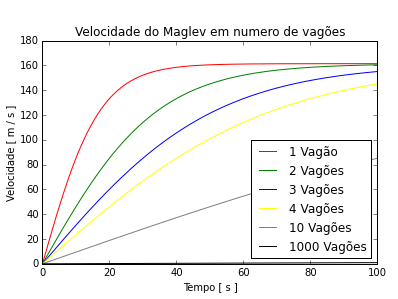 Velocidade do Maglev em numero de vagões
Velocidade [ m / s ]
180
160
140
120
100
80
60
40
20
0
1 Vagão
2 Vagões
3 Vagões
4 Vagões
10 Vagões
1000 Vagões
0 20 40 60 80 100
Tempo [ s ]